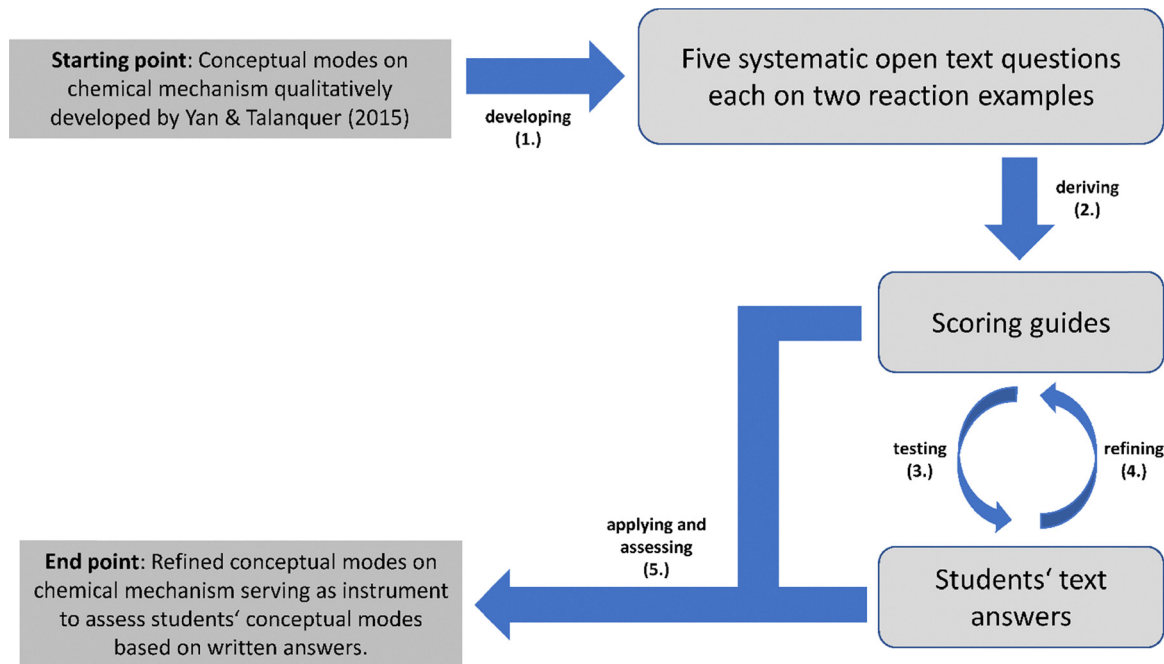 Starting point: Conceptual modes on
chemical mechanism qualitatively
developed by Yan & Talanquer (2015)
developing
(1.)
Five systematic open text questions
each on two reaction examples
deriving
(2.)
Scoring guides
testing
(3.)
refining
(4.)
applying and
assessing
(5.)
Students‘ text
answers
End point: Refined conceptual modes on
chemical mechanism serving as instrument
to assess students‘ conceptual modes
based on written answers.